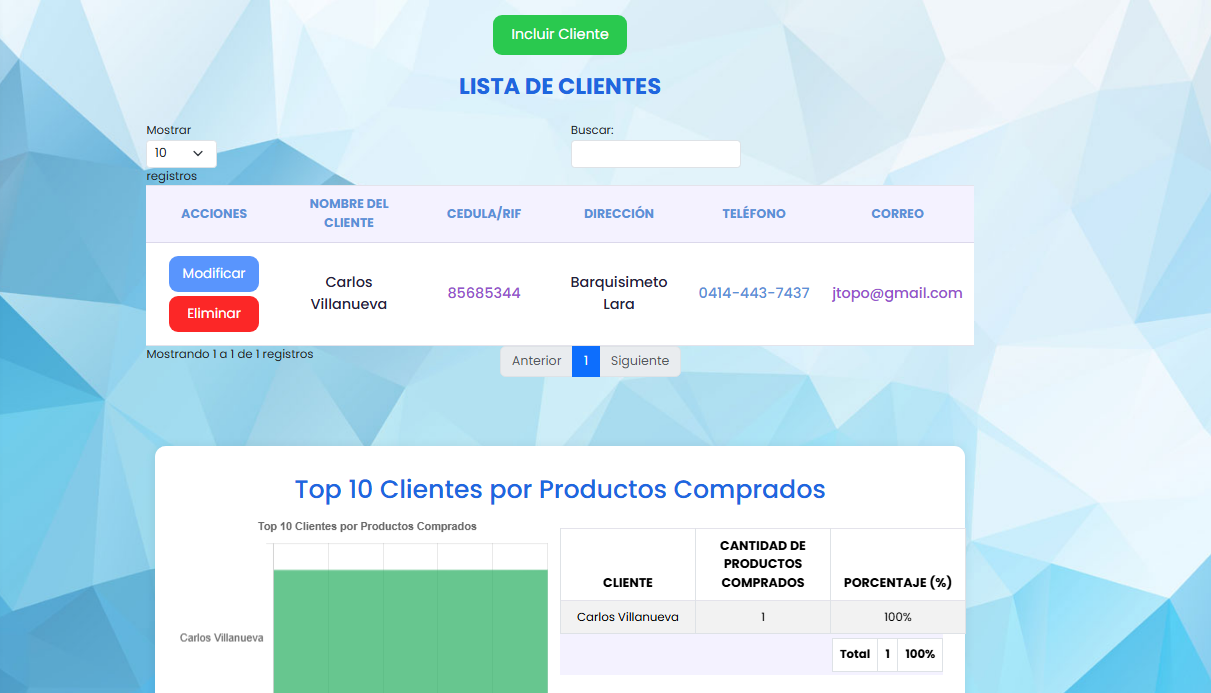 Incluir Cliente
LISTA DE CLIENTES
Mostrar
10
registros
Buscar:
ACCIONES
NOMBRE DEL
CLIENTE
CEDULA/RIF
DIRECCIÓN
TELÉFONO
CORREO
Modificar
Eliminar
Carlos
Villanueva
85685344
Barquisimeto
Lara
0414-443-7437
jtopo@gmail.com
Mostrando 1 a 1 de 1 registros
Anterior 1 Siguiente
Top 10 Clientes por Productos Comprados
Top 10 Clientes por Productos Comprados
Carlos Villanueva
CLIENTE
CANTIDAD DE
PRODUCTOS
COMPRADOS
PORCENTAJE (%)
Carlos Villanueva 1 100%
Total 1 100%